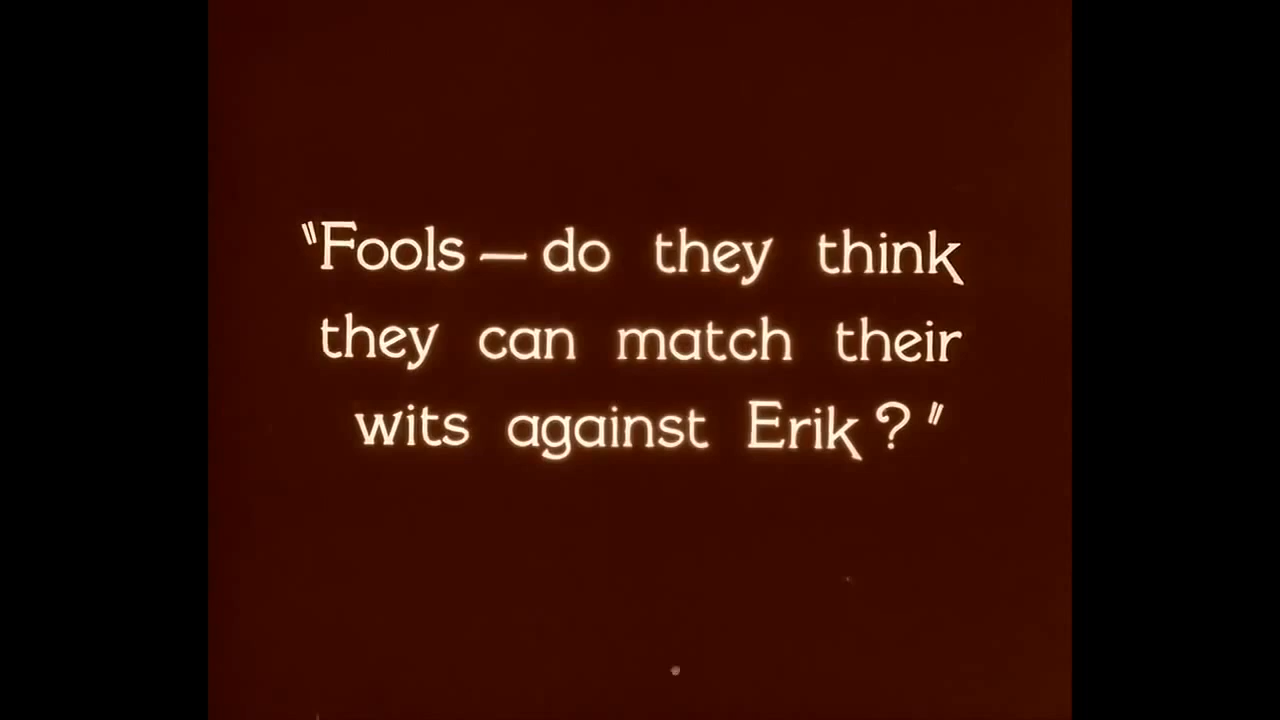 "Fools — do they think
they can match their
wits against Erik?"